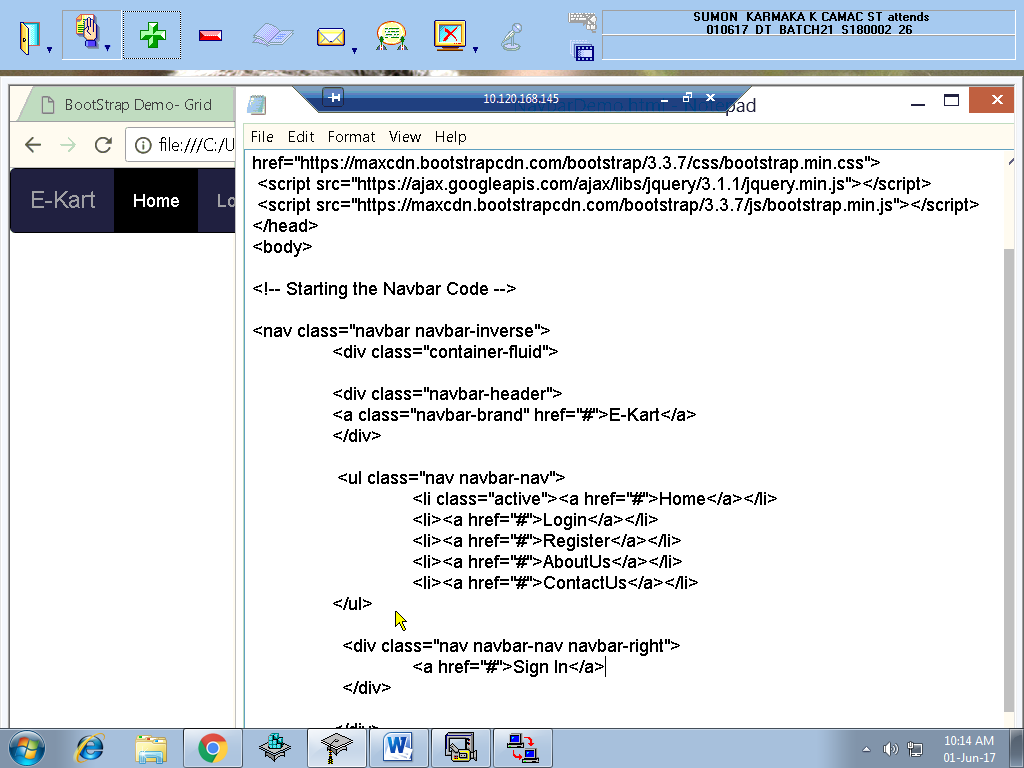 SUMON KARMAKA K CAMAC ST attends
010617_DT_BATCH21_S180002_26
BootStrap Demo- Grid
10.120.168.145
Notepad
file:///C:/U
File Edit Format View Help
E-Kart
Home
Lo
href="https://maxcdn.bootstrapcdn.com/bootstrap/3.3.7/css/bootstrap.min.css">
<script src="https://ajax.googleapis.com/ajax/libs/jquery/3.1.1/jquery.min.js"></script>
<script src="https://maxcdn.bootstrapcdn.com/bootstrap/3.3.7/js/bootstrap.min.js"></script>
</head>
<body>
<!-- Starting the Navbar Code -->
<nav class="navbar navbar-inverse">
<div class="container-fluid">
<div class="navbar-header">
<a class="navbar-brand" href="#">E-Kart</a>
</div>
<ul class="nav navbar-nav">
<li class="active"><a href="#">Home</a></li>
<li><a href="#">Login</a></li>
<li><a href="#">Register</a></li>
<li><a href="#">AboutUs</a></li>
<li><a href="#">ContactUs</a></li>
</ul>
<div class="nav navbar-nav navbar-right">
<a href="#">Sign In</a>
</div>
</div>
10:14 AM
01-Jun-17